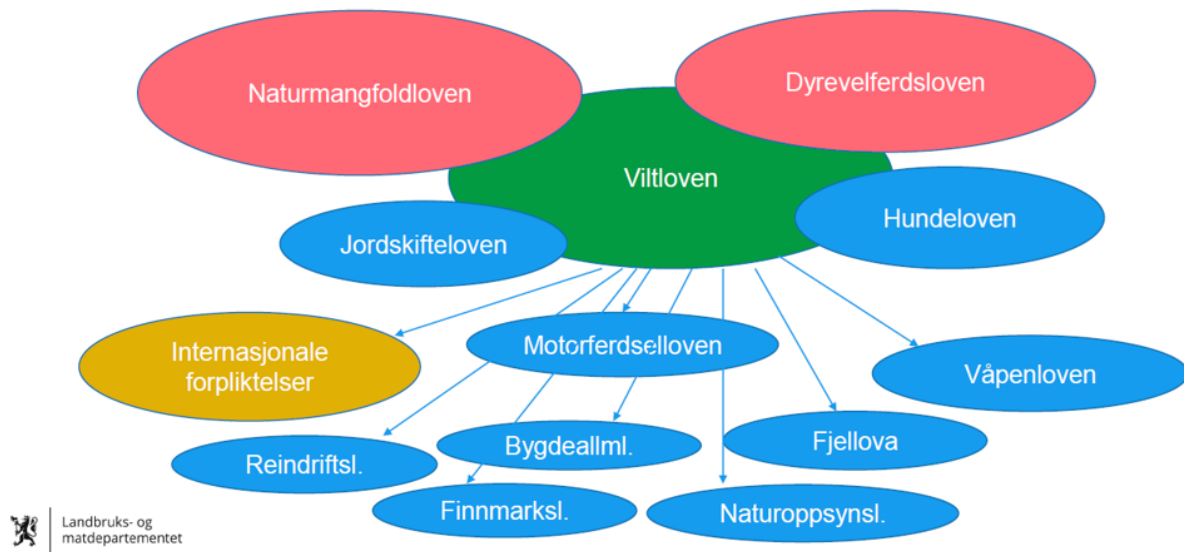 Naturmangfoldloven
Dyrevelferdsloven
Viltloven
Hundeloven
Jordskifteloven
Internasjonale
forpliktelser
Motorferdselloven
Våpenloven
Reindriftsl.
Bygdeallml.
Fjellova
Finnmarksl.
Naturoppsynsl.
Landbruks- og
matdepartementet